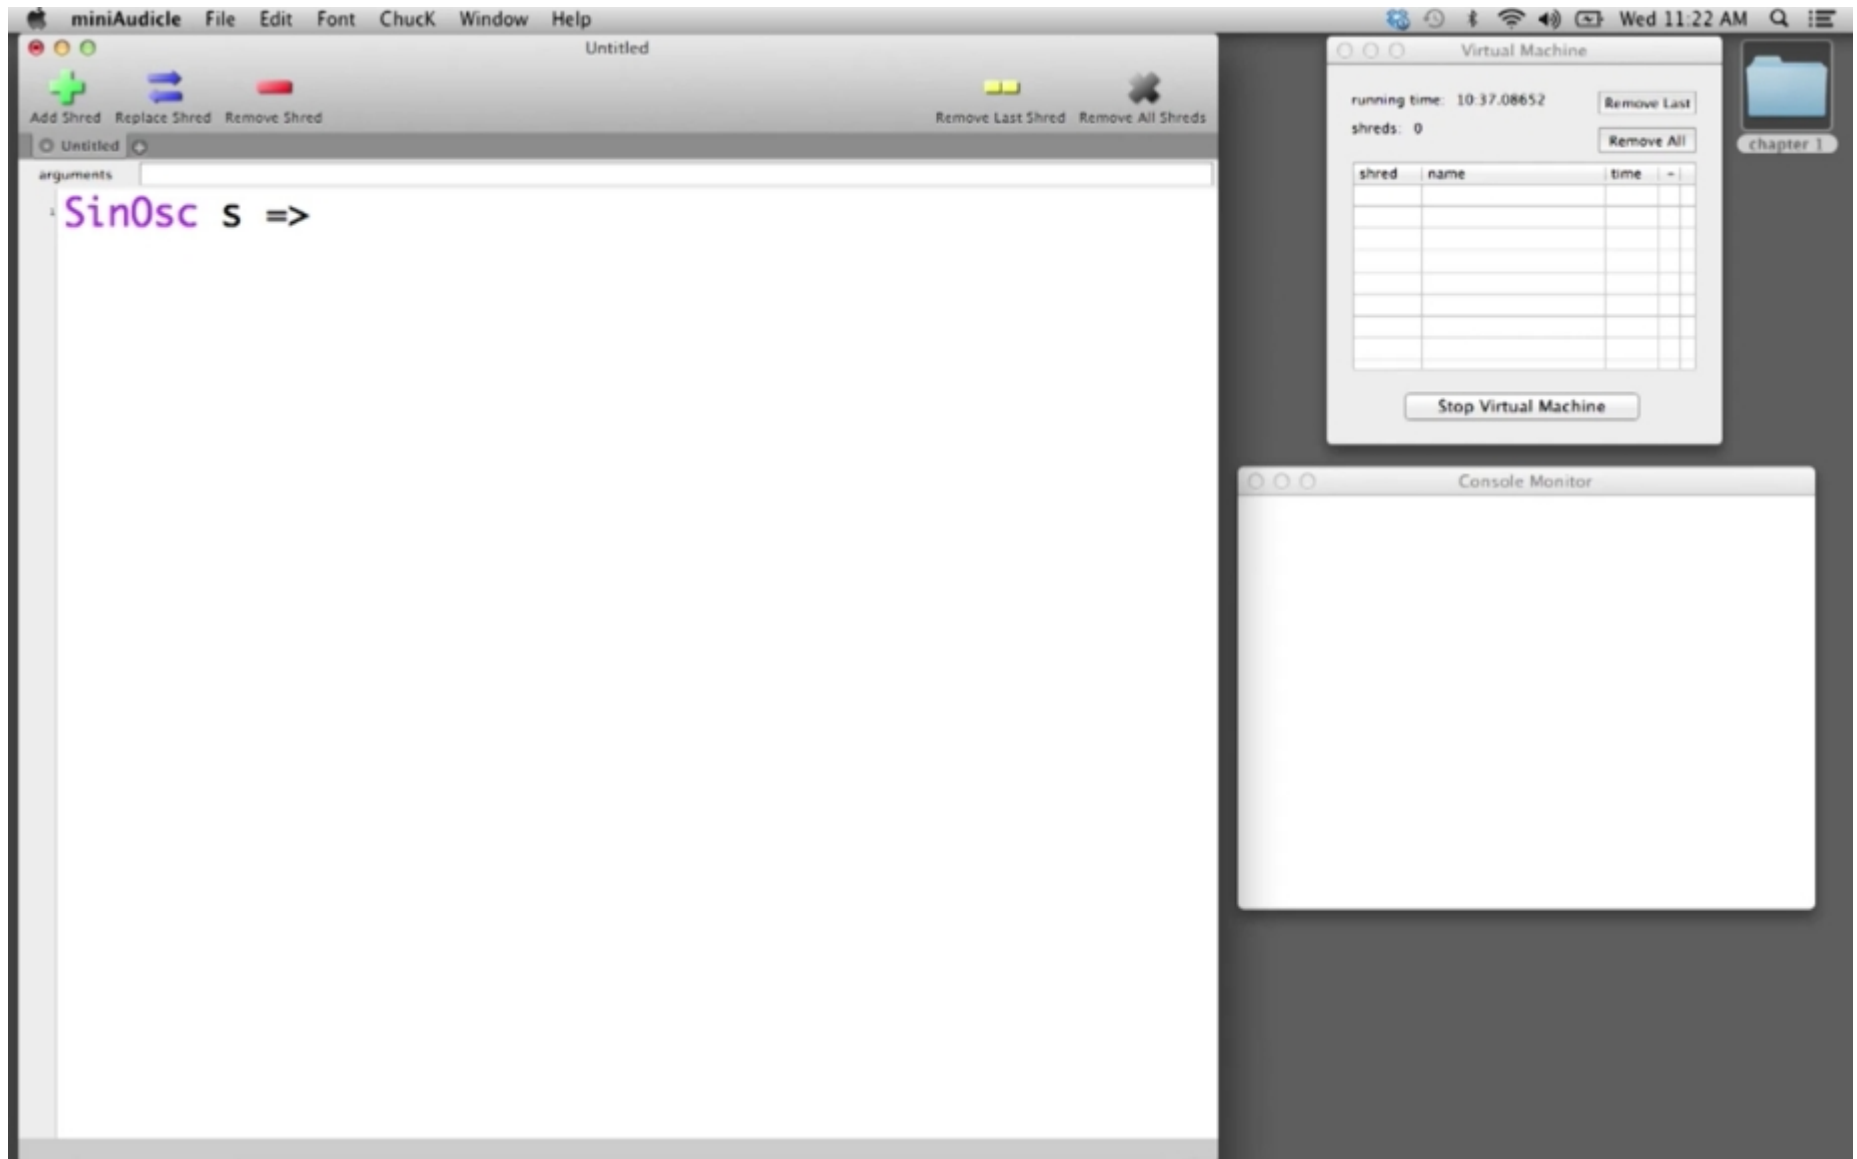 miniAudicle File Edit Font ChucK Window Help Wed 11:22 AM
Untitled
Add Shred Replace Shred Remove Shred Remove Last Shred Remove All Shreds
Untitled
arguments
1 SinOsc s =>
Virtual Machine
running time: 10:37.08652 Remove Last
shreds: 0 Remove All
shred name time -
Stop Virtual Machine
chapter 1
Console Monitor